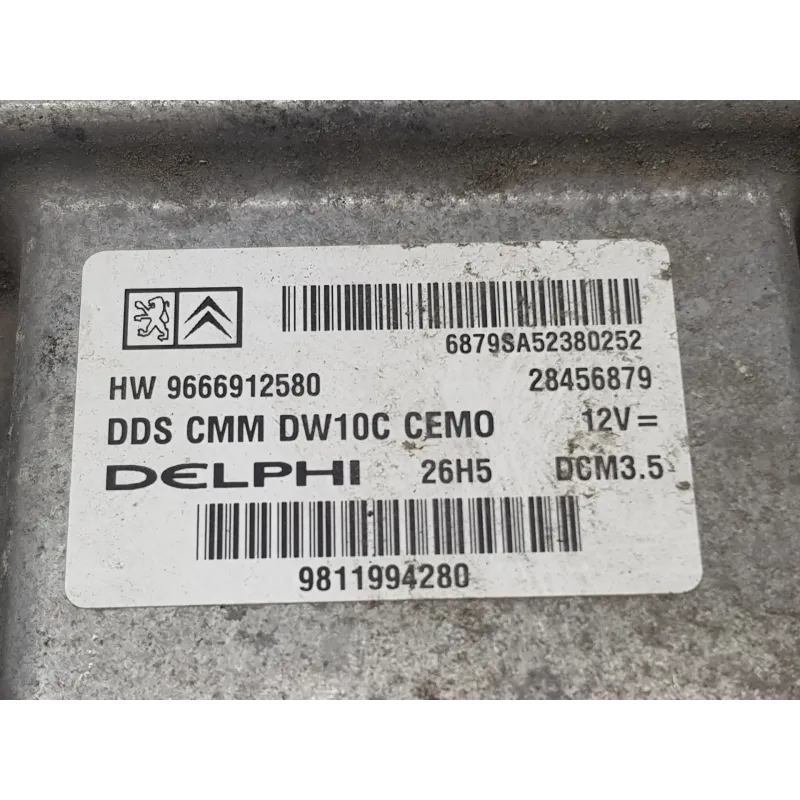 6879SA52380252
HW 9666912580 28456879
DDS CMM DW10C CEMO 12V =
DELPHI 26H5 DCM3.5
9811994280